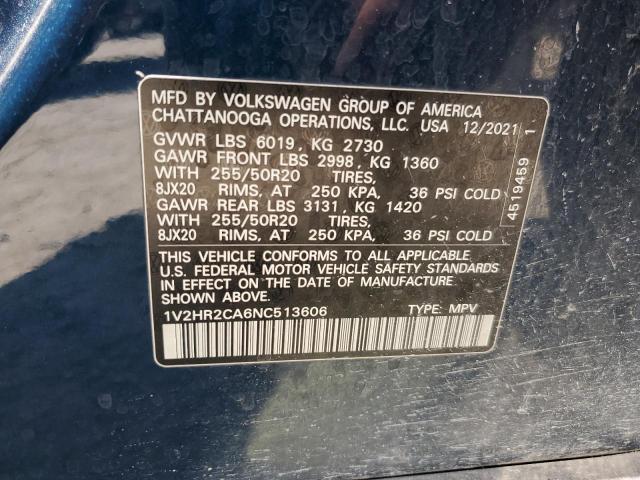 MFD BY VOLKSWAGEN GROUP OF AMERICA
CHATTANOOGA OPERATIONS, LLC. USA 12/2021
GVWR LBS 6019, KG 2730
GAWR FRONT LBS 2998, KG 1360
WITH 255/50R20 TIRES,
8JX20 RIMS, AT 250 KPA, 36 PSI COLD
GAWR REAR LBS 3131, KG 1420
WITH 255/50R20 TIRES,
8JX20 RIMS, AT 250 KPA, 36 PSI COLD
THIS VEHICLE CONFORMS TO ALL APPLICABLE
U.S. FEDERAL MOTOR VEHICLE SAFETY STANDARDS
IN EFFECT ON THE DATE OF MANUFACTURE
SHOWN ABOVE
1V2HR2CA6NC513606 TYPE: MPV
4519459 1